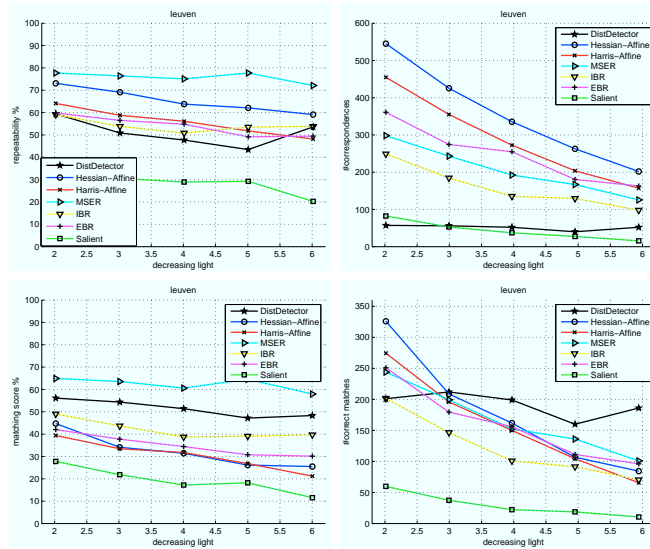 leuven
100
90
80
70
60
50
40
30
20
10
0
repeatability %
DistDetector
Hessian−Affine
Harris−Affine
MSER
IBR
EBR
Salient
2 2.5 3 3.5 4 4.5 5 5.5 6
decreasing light
leuven
600
500
400
300
200
100
0
#correspondences
DistDetector
Hessian−Affine
Harris−Affine
MSER
IBR
EBR
Salient
2 2.5 3 3.5 4 4.5 5 5.5 6
decreasing light
leuven
100
90
80
70
60
50
40
30
20
10
0
matching score %
DistDetector
Hessian−Affine
Harris−Affine
MSER
IBR
EBR
Salient
2 2.5 3 3.5 4 4.5 5 5.5 6
decreasing light
leuven
350
300
250
200
150
100
50
0
#correct matches
DistDetector
Hessian−Affine
Harris−Affine
MSER
IBR
EBR
Salient
2 2.5 3 3.5 4 4.5 5 5.5 6
decreasing light